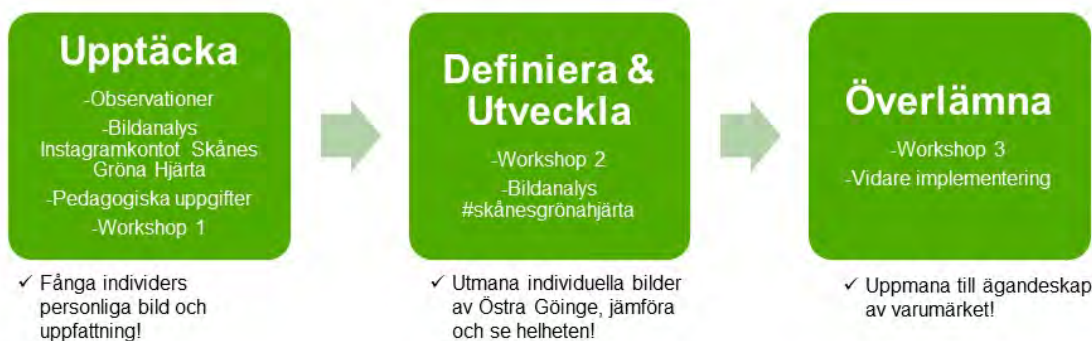 Upptäcka
-Observationer
-Bildanalys
Instagramkontot Skånes
Gröna Hjärta
-Pedagogiska uppgifter
-Workshop 1
✓ Fånga individers
personliga bild och
uppfattning!
Definiera &
Utveckla
-Workshop 2
-Bildanalys
#skånesgrönahjärta
✓ Utmana individuella bilder
av Östra Göinge, jämföra
och se helheten!
Överlämna
-Workshop 3
-Vidare implementering
✓ Uppmana till ägandeskap
av varumärket!